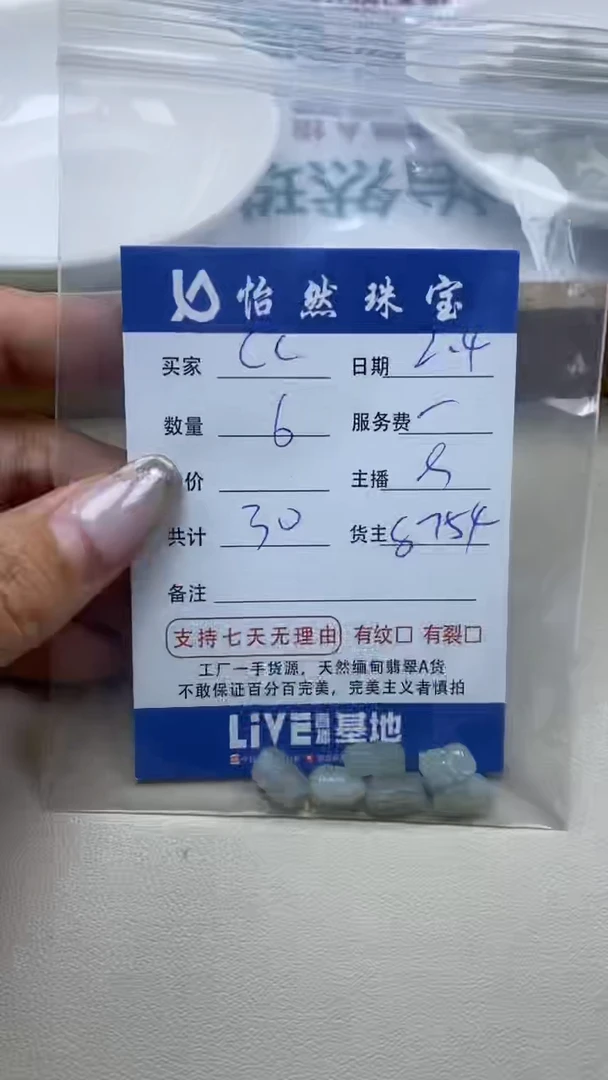 怡然珠宝
买家 CC 日期 2.4
数量 6 服务费 一
价 主播
共计 30 货主 8754
备注
支持七天无理由 有纹□ 有裂□
工厂一手货源，天然缅甸翡翠A货
不敢保证百分百完美，完美主义者慎拍
LiVE 基地